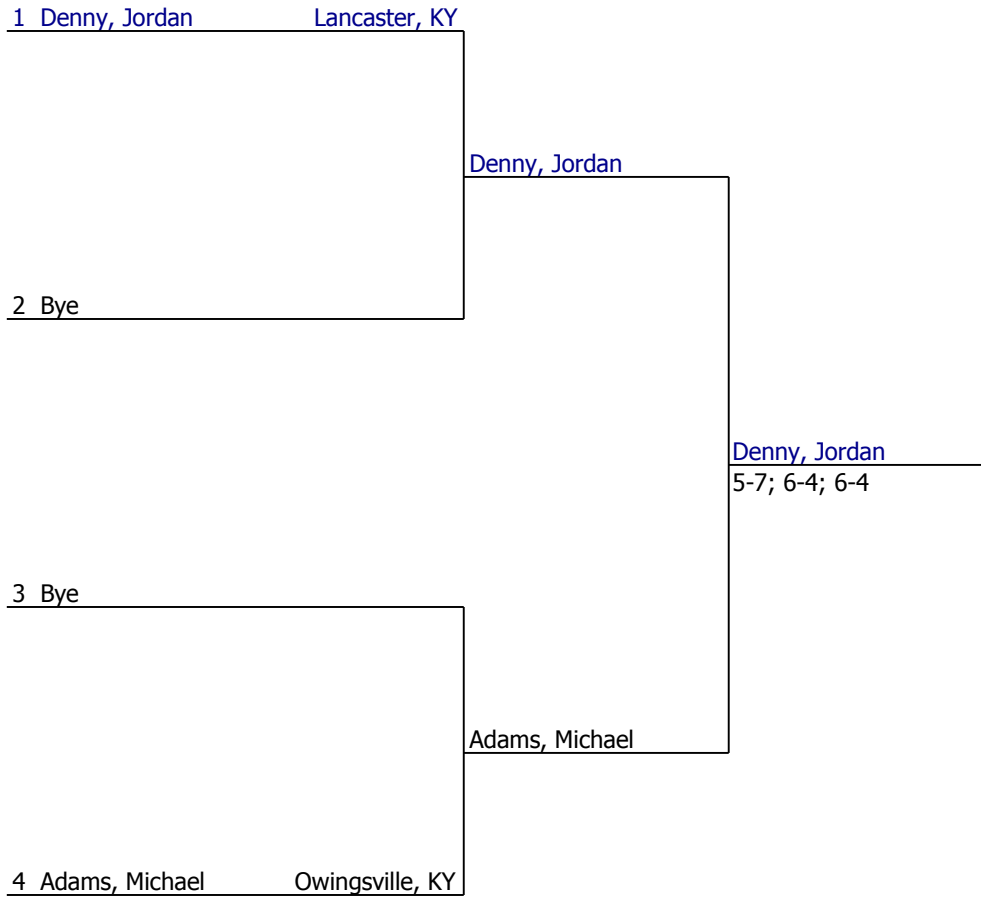 1 Denny, Jordan Lancaster, KY
Denny, Jordan
2 Bye
Denny, Jordan
5-7; 6-4; 6-4
3 Bye
Adams, Michael
4 Adams, Michael Owingsville, KY